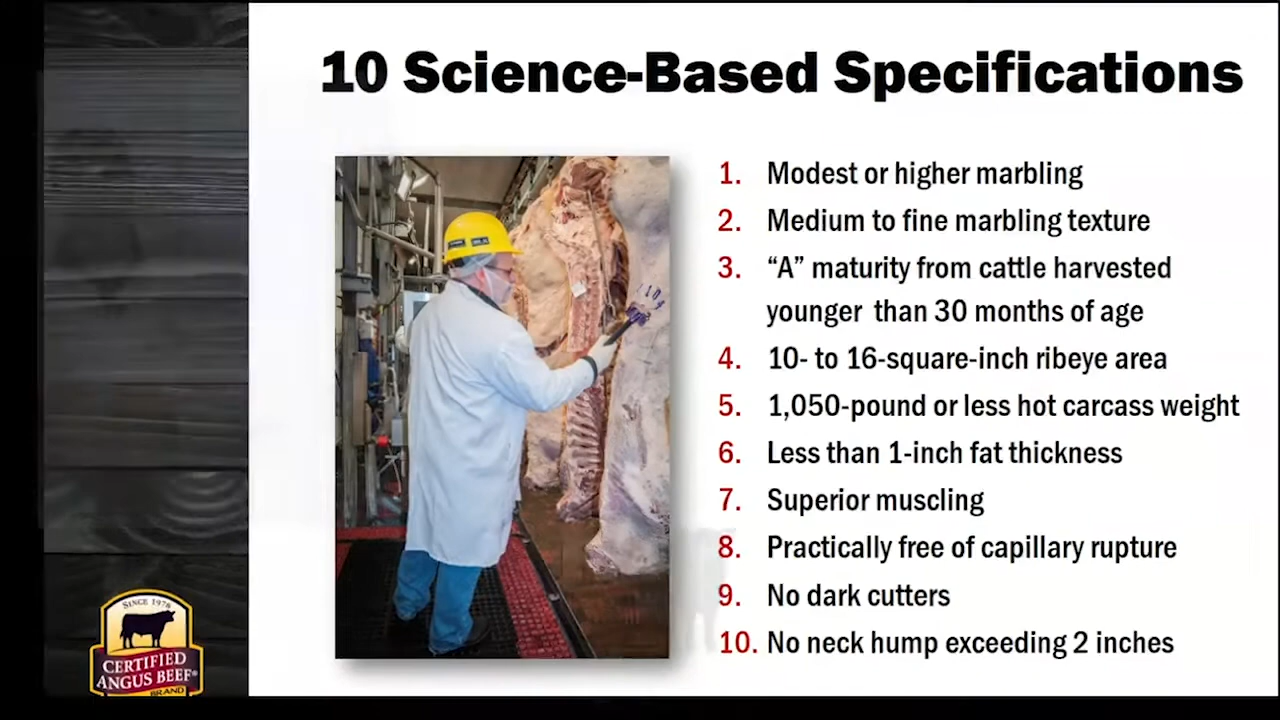 10 Science-Based Specifications
1. Modest or higher marbling
2. Medium to fine marbling texture
3. “A” maturity from cattle harvested
younger than 30 months of age
4. 10- to 16-square-inch ribeye area
5. 1,050-pound or less hot carcass weight
6. Less than 1-inch fat thickness
7. Superior muscling
8. Practically free of capillary rupture
9. No dark cutters
10. No neck hump exceeding 2 inches
SINCE 1978
CERTIFIED
ANGUS BEEF®
BRAND